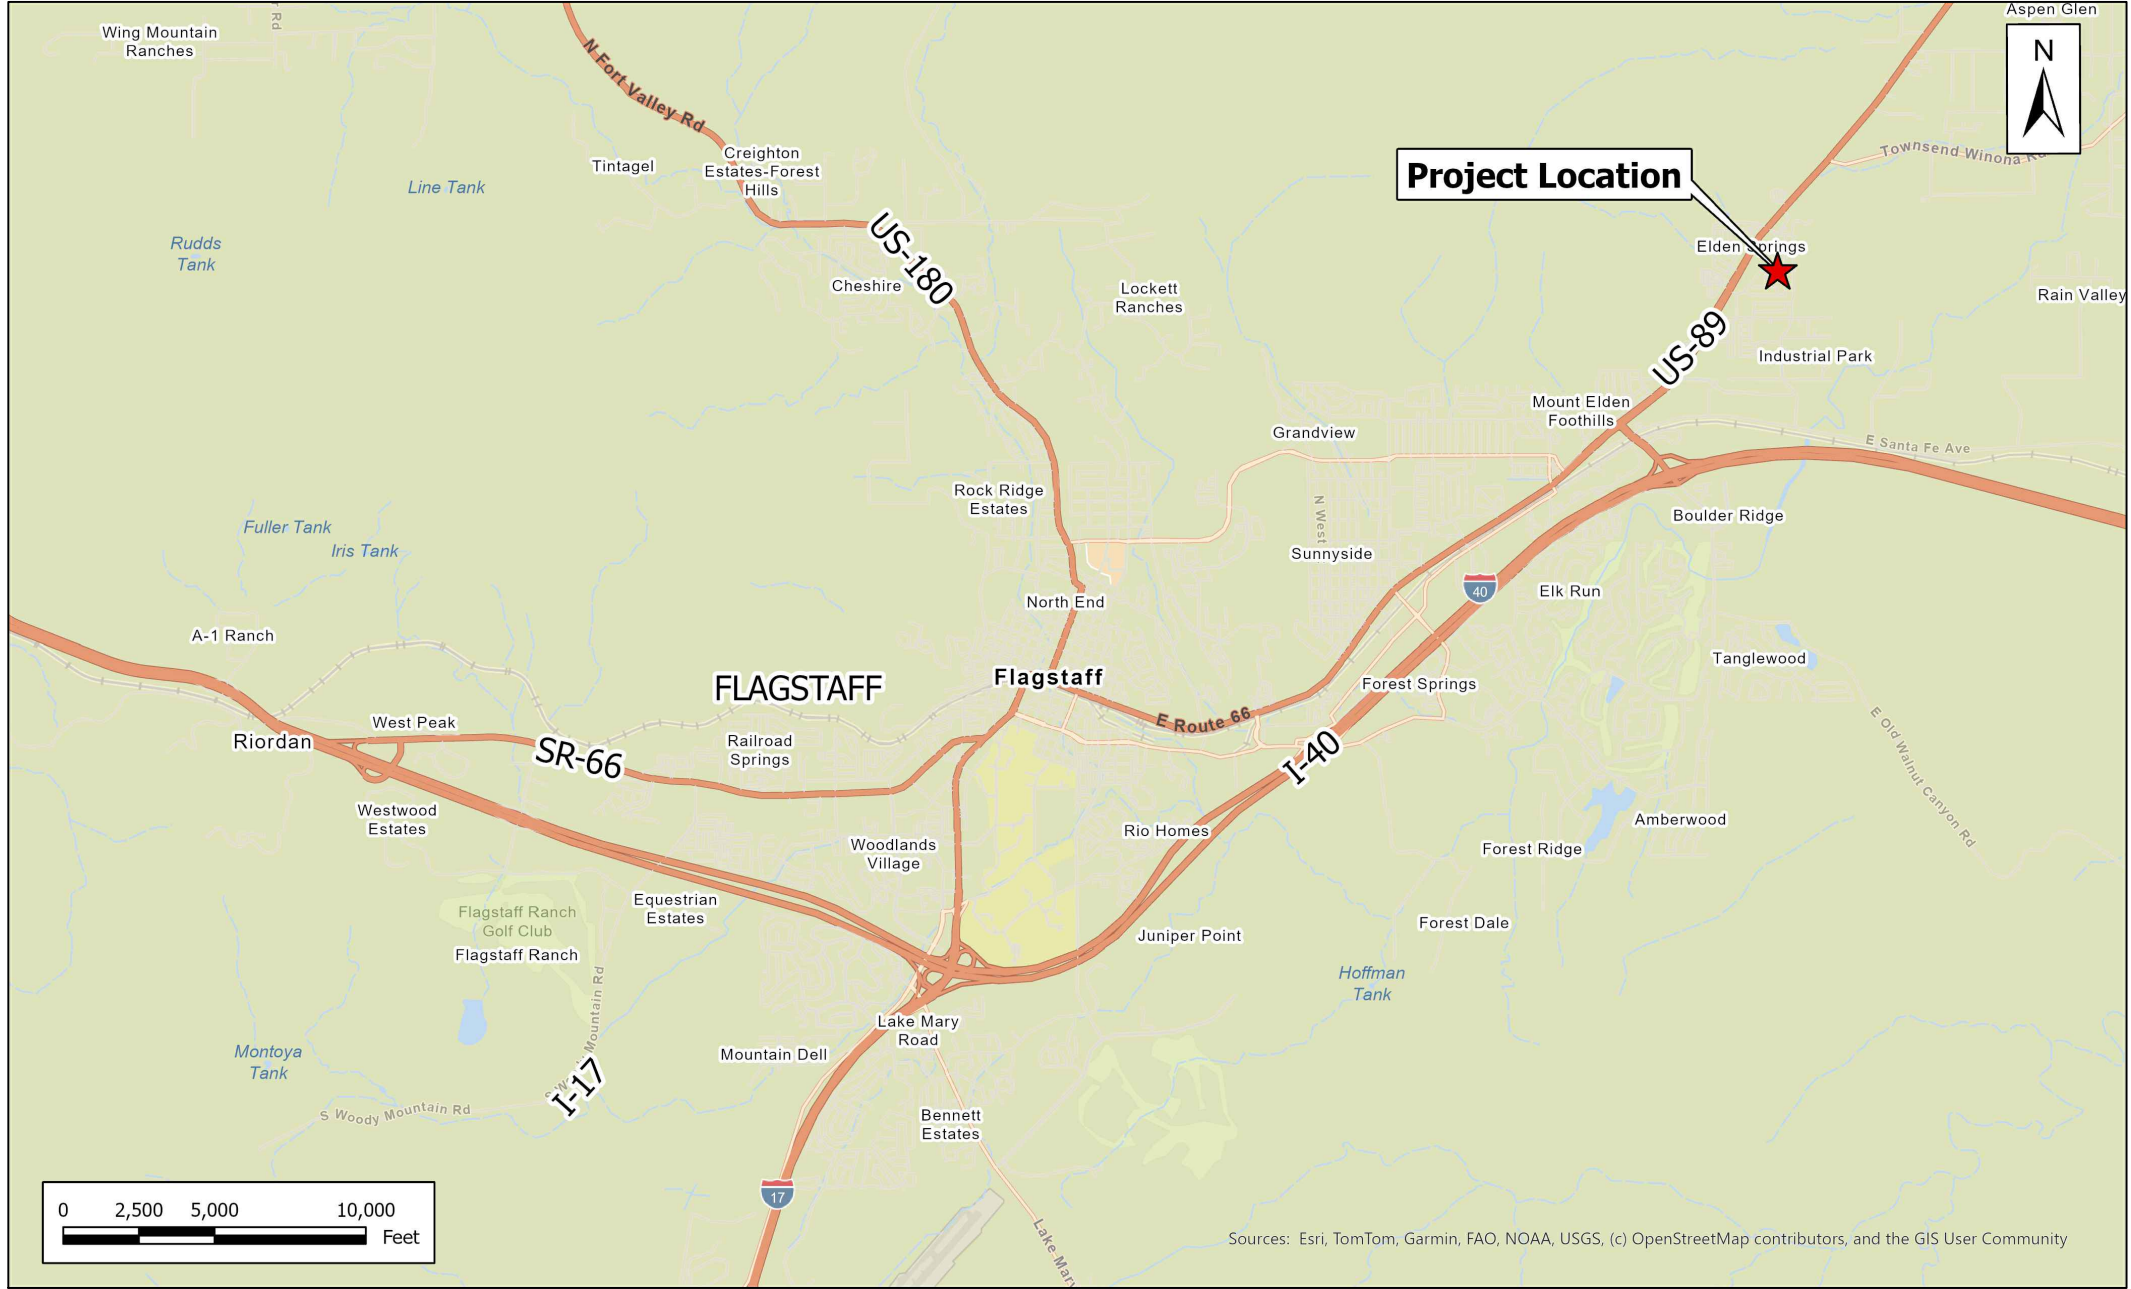 Aspen Glen
Wing Mountain
Ranches
r Rd
N
N Fort Valley Rd
Townsend Winona Rd
Creighton
Estates-Forest
Hills
Tintagel
Project Location
Line Tank
Rudds
Tank
US-180
Elden Springs
Cheshire
Lockett
Ranches
Rain Valley
US-89
Industrial Park
Mount Elden
Foothills
Grandview
E Santa Fe Ave
Rock Ridge
Estates
N West
Boulder Ridge
Fuller Tank
Iris Tank
Sunnyside
40
Elk Run
North End
A-1 Ranch
Tanglewood
Flagstaff
FLAGSTAFF
Forest Springs
West Peak
E Route 66
Riordan
SR-66
Railroad
Springs
I-40
E Old Walnut Canyon Rd
Westwood
Estates
Rio Homes
Amberwood
Woodlands
Village
Forest Ridge
Equestrian
Estates
Flagstaff Ranch
Golf Club
Flagstaff Ranch
Forest Dale
Juniper Point
Hoffman
Tank
Lake Mary
Road
Mountain Dell
Montoya
Tank
S Woody Mountain Rd
I-17
S Woody Mountain Rd
Bennett
Estates
17
Lake Mary
0 2,500 5,000 10,000
Feet
Sources: Esri, TomTom, Garmin, FAO, NOAA, USGS, (c) OpenStreetMap contributors, and the GIS User Community